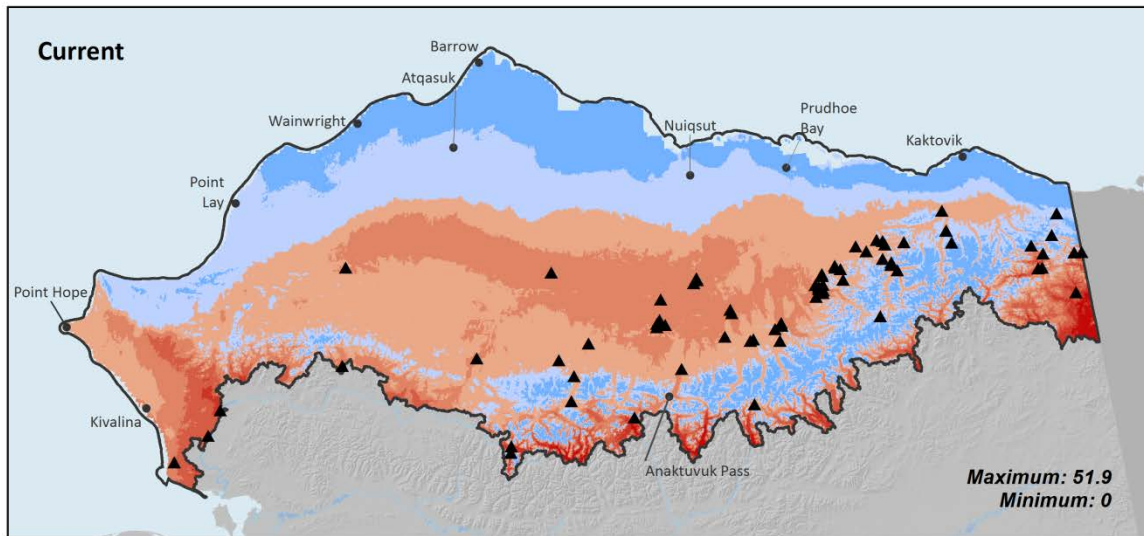 Current
Barrow
Atqasuk
Wainwright
Prudhoe
Bay
Nuiqsut
Kaktovik
Point
Lay
Point Hope
Kivalina
Anaktuvuk Pass
Maximum: 51.9
Minimum: 0